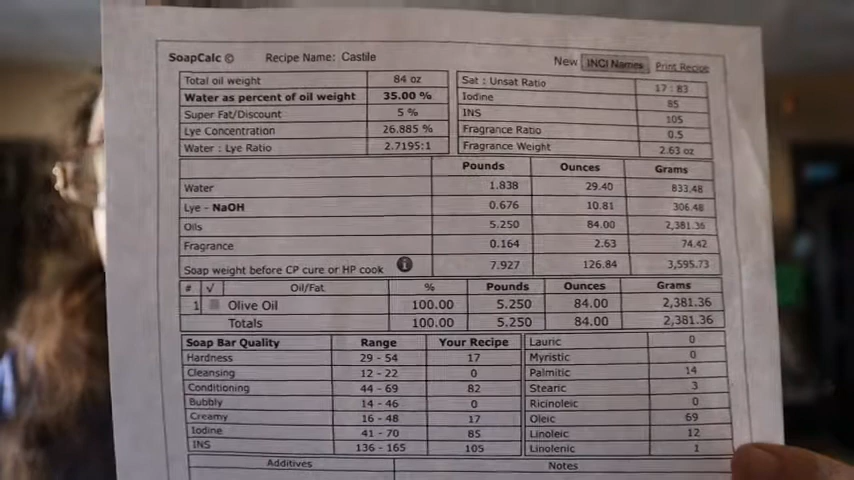 SoapCalc © Recipe Name: Castile New INCI Names Print Recipe
Total oil weight 84 oz
Water as percent of oil weight 35.00 %
Super Fat/Discount 5 %
Lye Concentration 26.885 %
Water : Lye Ratio 2.7195:1
Sat : Unsat Ratio 17 : 83
Iodine 85
INS 105
Fragrance Ratio 0.5
Fragrance Weight 2.63 oz
Pounds Ounces Grams
Water 1.838 29.40 833.48
Lye - NaOH 0.676 10.81 306.48
Oils 5.250 84.00 2,381.36
Fragrance 0.164 2.63 74.42
Soap weight before CP cure or HP cook i 7.927 126.84 3,595.73
# √ Oil/Fat % Pounds Ounces Grams
1 Olive Oil 100.00 5.250 84.00 2,381.36
Totals 100.00 5.250 84.00 2,381.36
Soap Bar Quality Range Your Recipe
Hardness 29 - 54 17
Cleansing 12 - 22 0
Conditioning 44 - 69 82
Bubbly 14 - 46 0
Creamy 16 - 48 17
Iodine 41 - 70 85
INS 136 - 165 105
Lauric 0
Myristic 0
Palmitic 14
Stearic 3
Ricinoleic 0
Oleic 69
Linoleic 12
Linolenic 1
Additives Notes